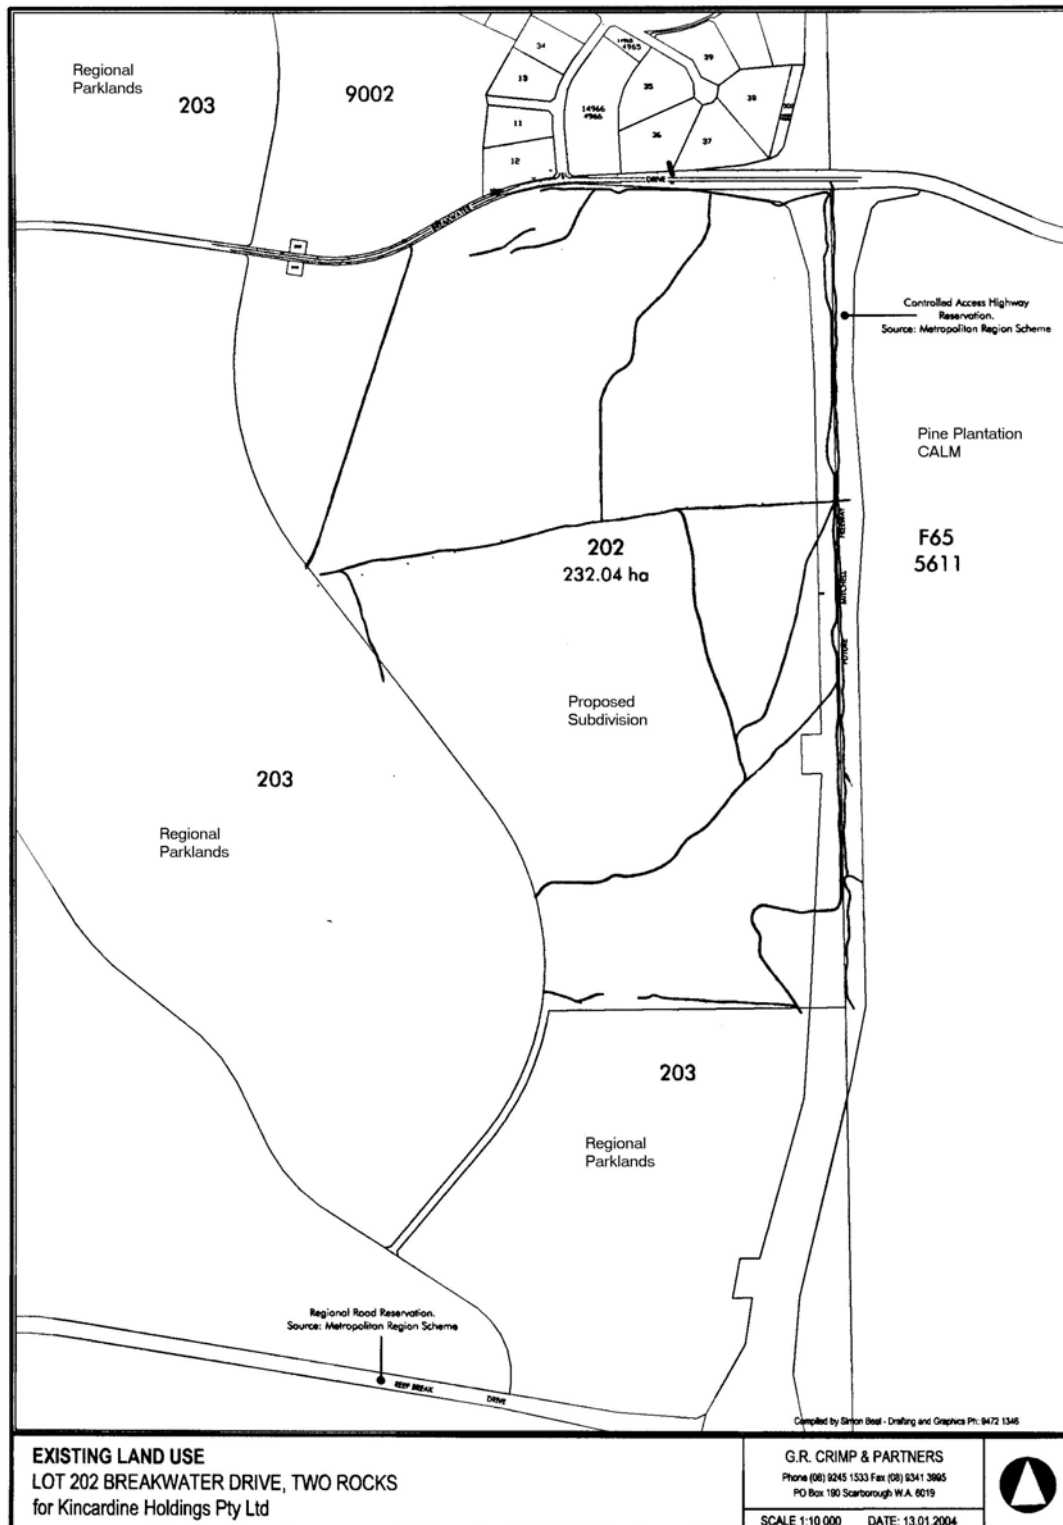 Regional
Parklands
203
9002
34
13
11
12
14966
4966
4965
35
36
37
38
39
DRIVE
BREAKWATER
Controlled Access Highway
Reservation.
Source: Metropolitan Region Scheme
Pine Plantation
CALM
F65
5611
202
232.04 ha
FUTURE MITCHELL FREEWAY
Proposed
Subdivision
203
Regional
Parklands
203
Regional
Parklands
Regional Road Reservation.
Source: Metropolitan Region Scheme
REEF BREAK DRIVE
Compiled by Simon Beal - Drafting and Graphics Ph: 9472 1346
EXISTING LAND USE
LOT 202 BREAKWATER DRIVE, TWO ROCKS
for Kincardine Holdings Pty Ltd
G.R. CRIMP & PARTNERS
Phone (08) 9245 1533 Fax (08) 9341 3985
PO Box 190 Scarborough W.A. 6019
SCALE 1:10 000 DATE: 13.01.2004